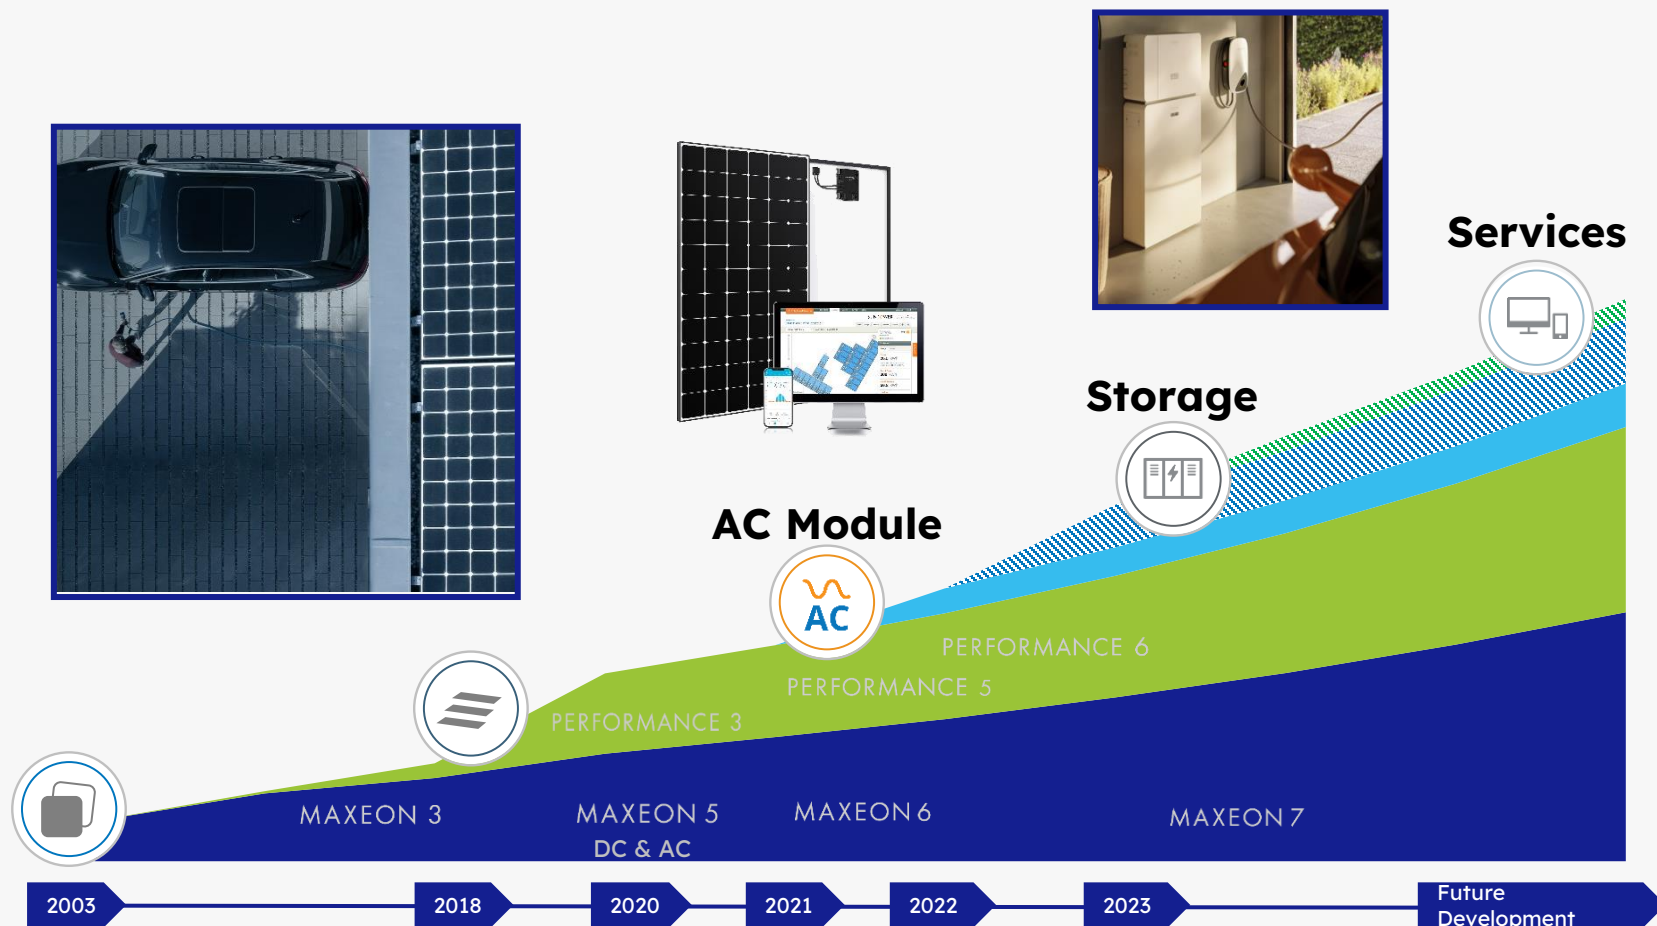 Services
Storage
AC Module
AC
PERFORMANCE 6
PERFORMANCE 5
PERFORMANCE 3
MAXEON 3
MAXEON 5
DC & AC
MAXEON 6
MAXEON 7
2003
2018
2020
2021
2022
2023
Future
Development